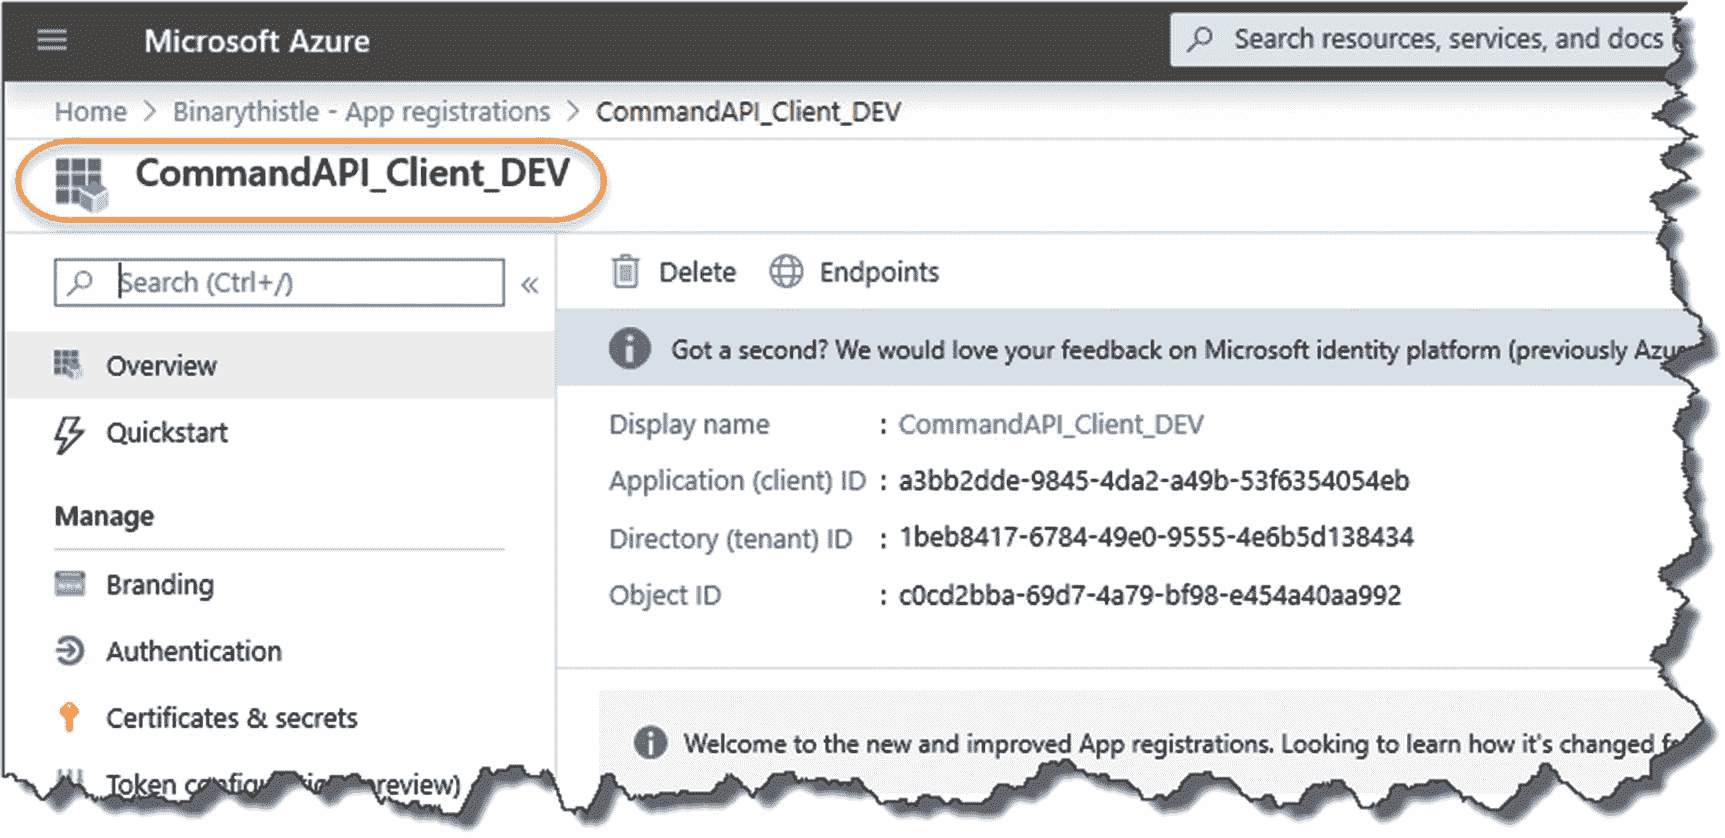 Microsoft Azure
Search resources, services, and docs
Home > Binarythistle - App registrations > CommandAPI_Client_DEV
CommandAPI_Client_DEV
Search (Ctrl+/)
«
Delete
Endpoints
Overview
Got a second? We would love your feedback on Microsoft identity platform (previously Azu
Quickstart
Display name : CommandAPI_Client_DEV
Application (client) ID : a3bb2dde-9845-4da2-a49b-53f6354054eb
Directory (tenant) ID : 1beb8417-6784-49e0-9555-4e6b5d138434
Object ID : c0cd2bba-69d7-4a79-bf98-e454a40aa992
Manage
Branding
Authentication
Certificates & secrets
Welcome to the new and improved App registrations. Looking to learn how it's changed
Token